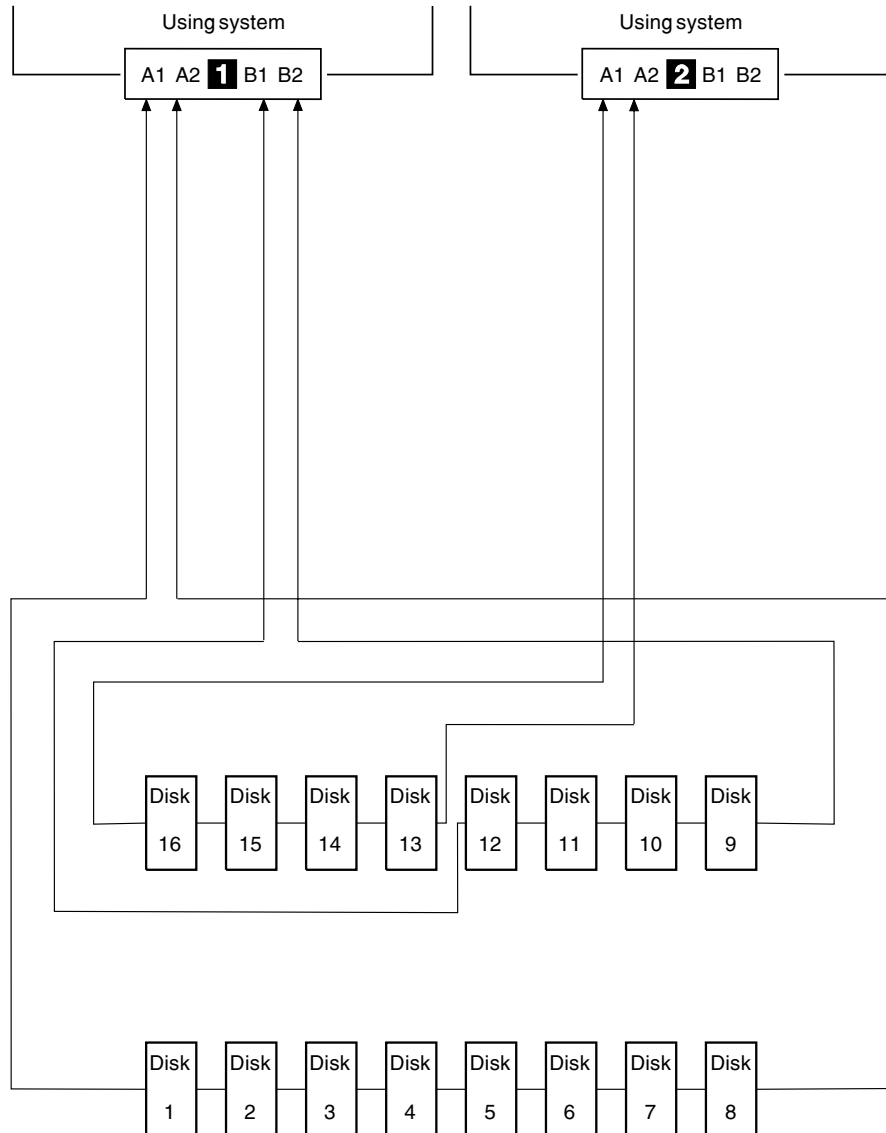 Using system
Using system
A1 A2 1 B1 B2
A1 A2 2 B1 B2
Disk Disk Disk Disk Disk Disk Disk Disk
16 15 14 13 12 11 10 9
Disk Disk Disk Disk Disk Disk Disk Disk
1 2 3 4 5 6 7 8